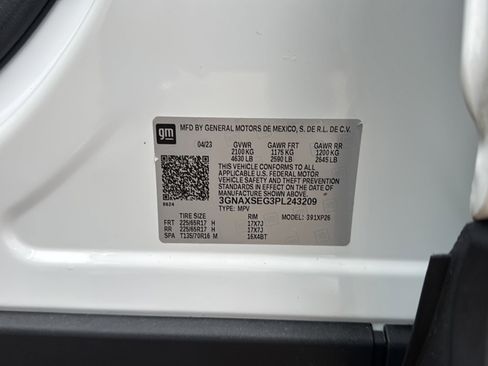 gm MFD BY GENERAL MOTORS DE MEXICO, S. DE R.L. DE C.V.
04/23 GVWR GAWR FRT GAWR RR
2100 KG 1175 KG 1200 KG
4630 LB 2590 LB 2645 LB
THIS VEHICLE CONFORMS TO ALL
APPLICABLE U.S. FEDERAL MOTOR
VEHICLE SAFETY AND THEFT PREVENTION
STANDARDS IN EFFECT ON THE DATE OF
MANUFACTURE SHOWN ABOVE.
3GNAXSEG3PL243209
TYPE: MPV
8624
TIRE SIZE RIM MODEL: 391XP26
FRT 225/65R17 H 17X7J
RR 225/65R17 H 17X7J
SPA T135/70R16 M 16X4BT